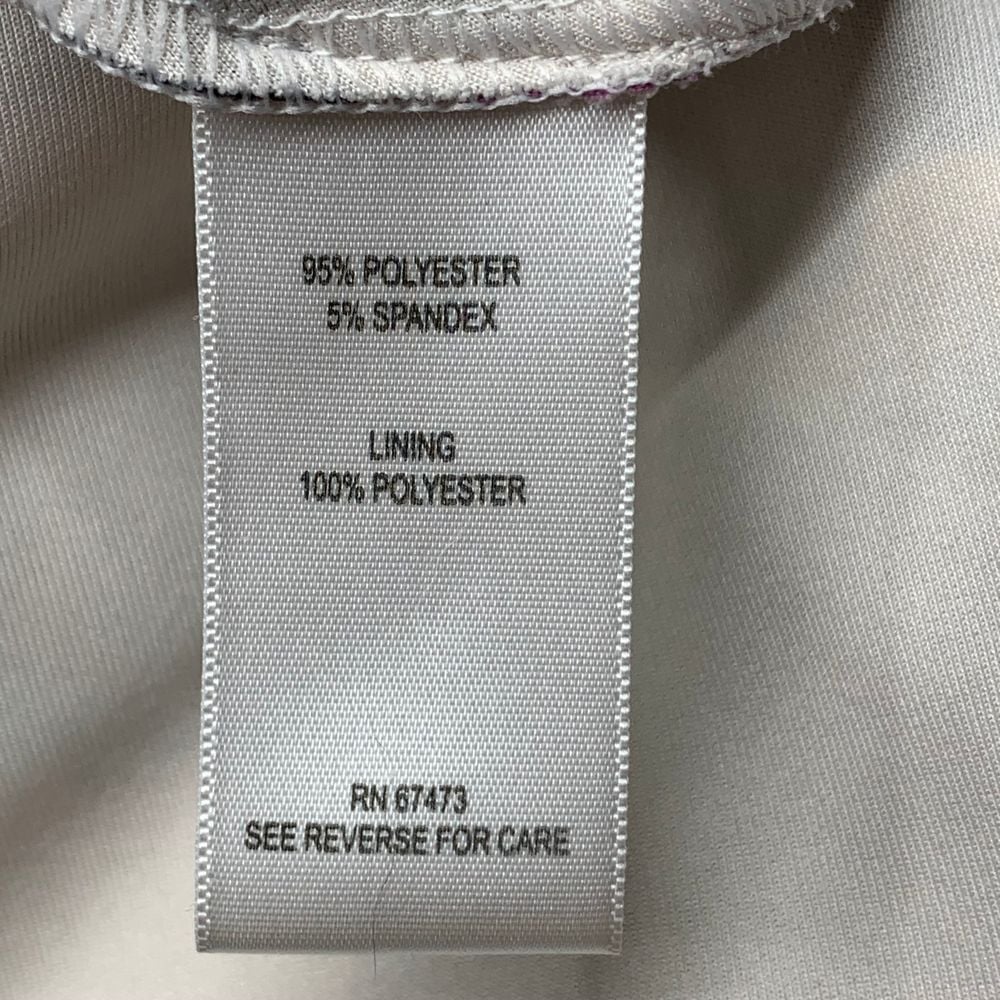 95% POLYESTER
5% SPANDEX
LINING
100% POLYESTER
RN 67473
SEE REVERSE FOR CARE